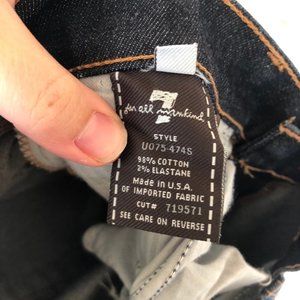 7
for all mankind
STYLE
U075-474S
98% COTTON
2% ELASTANE
Made in U.S.A.
OF IMPORTED FABRIC
CUT# 719571
SEE CARE ON REVERSE